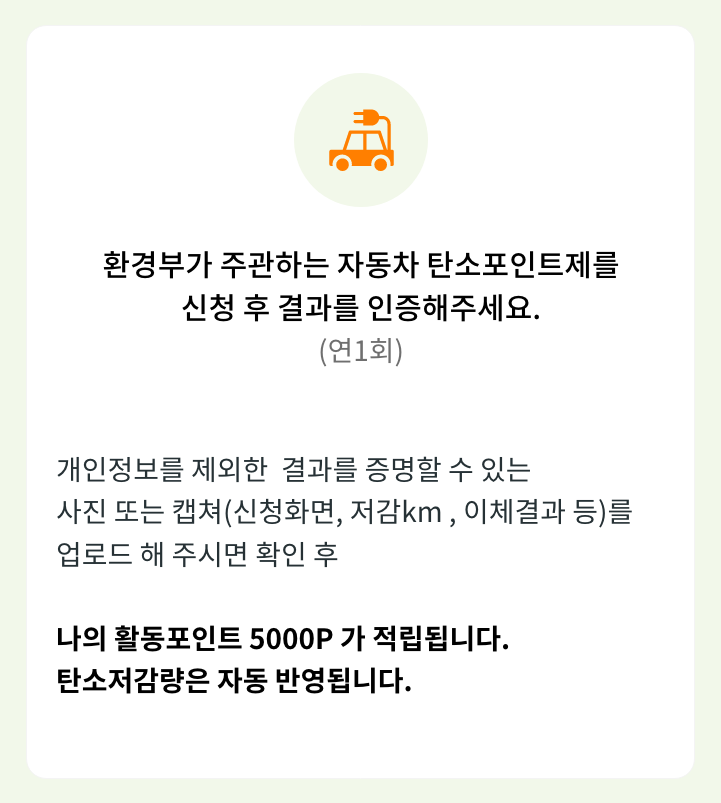 환경부가 주관하는 자동차 탄소포인트제를
신청 후 결과를 인증해주세요.
(연1회)
개인정보를 제외한  결과를 증명할 수 있는
사진 또는 캡쳐(신청화면, 저감km , 이체결과 등)를
업로드 해 주시면 확인 후
나의 활동포인트 5000P 가 적립됩니다.
탄소저감량은 자동 반영됩니다.